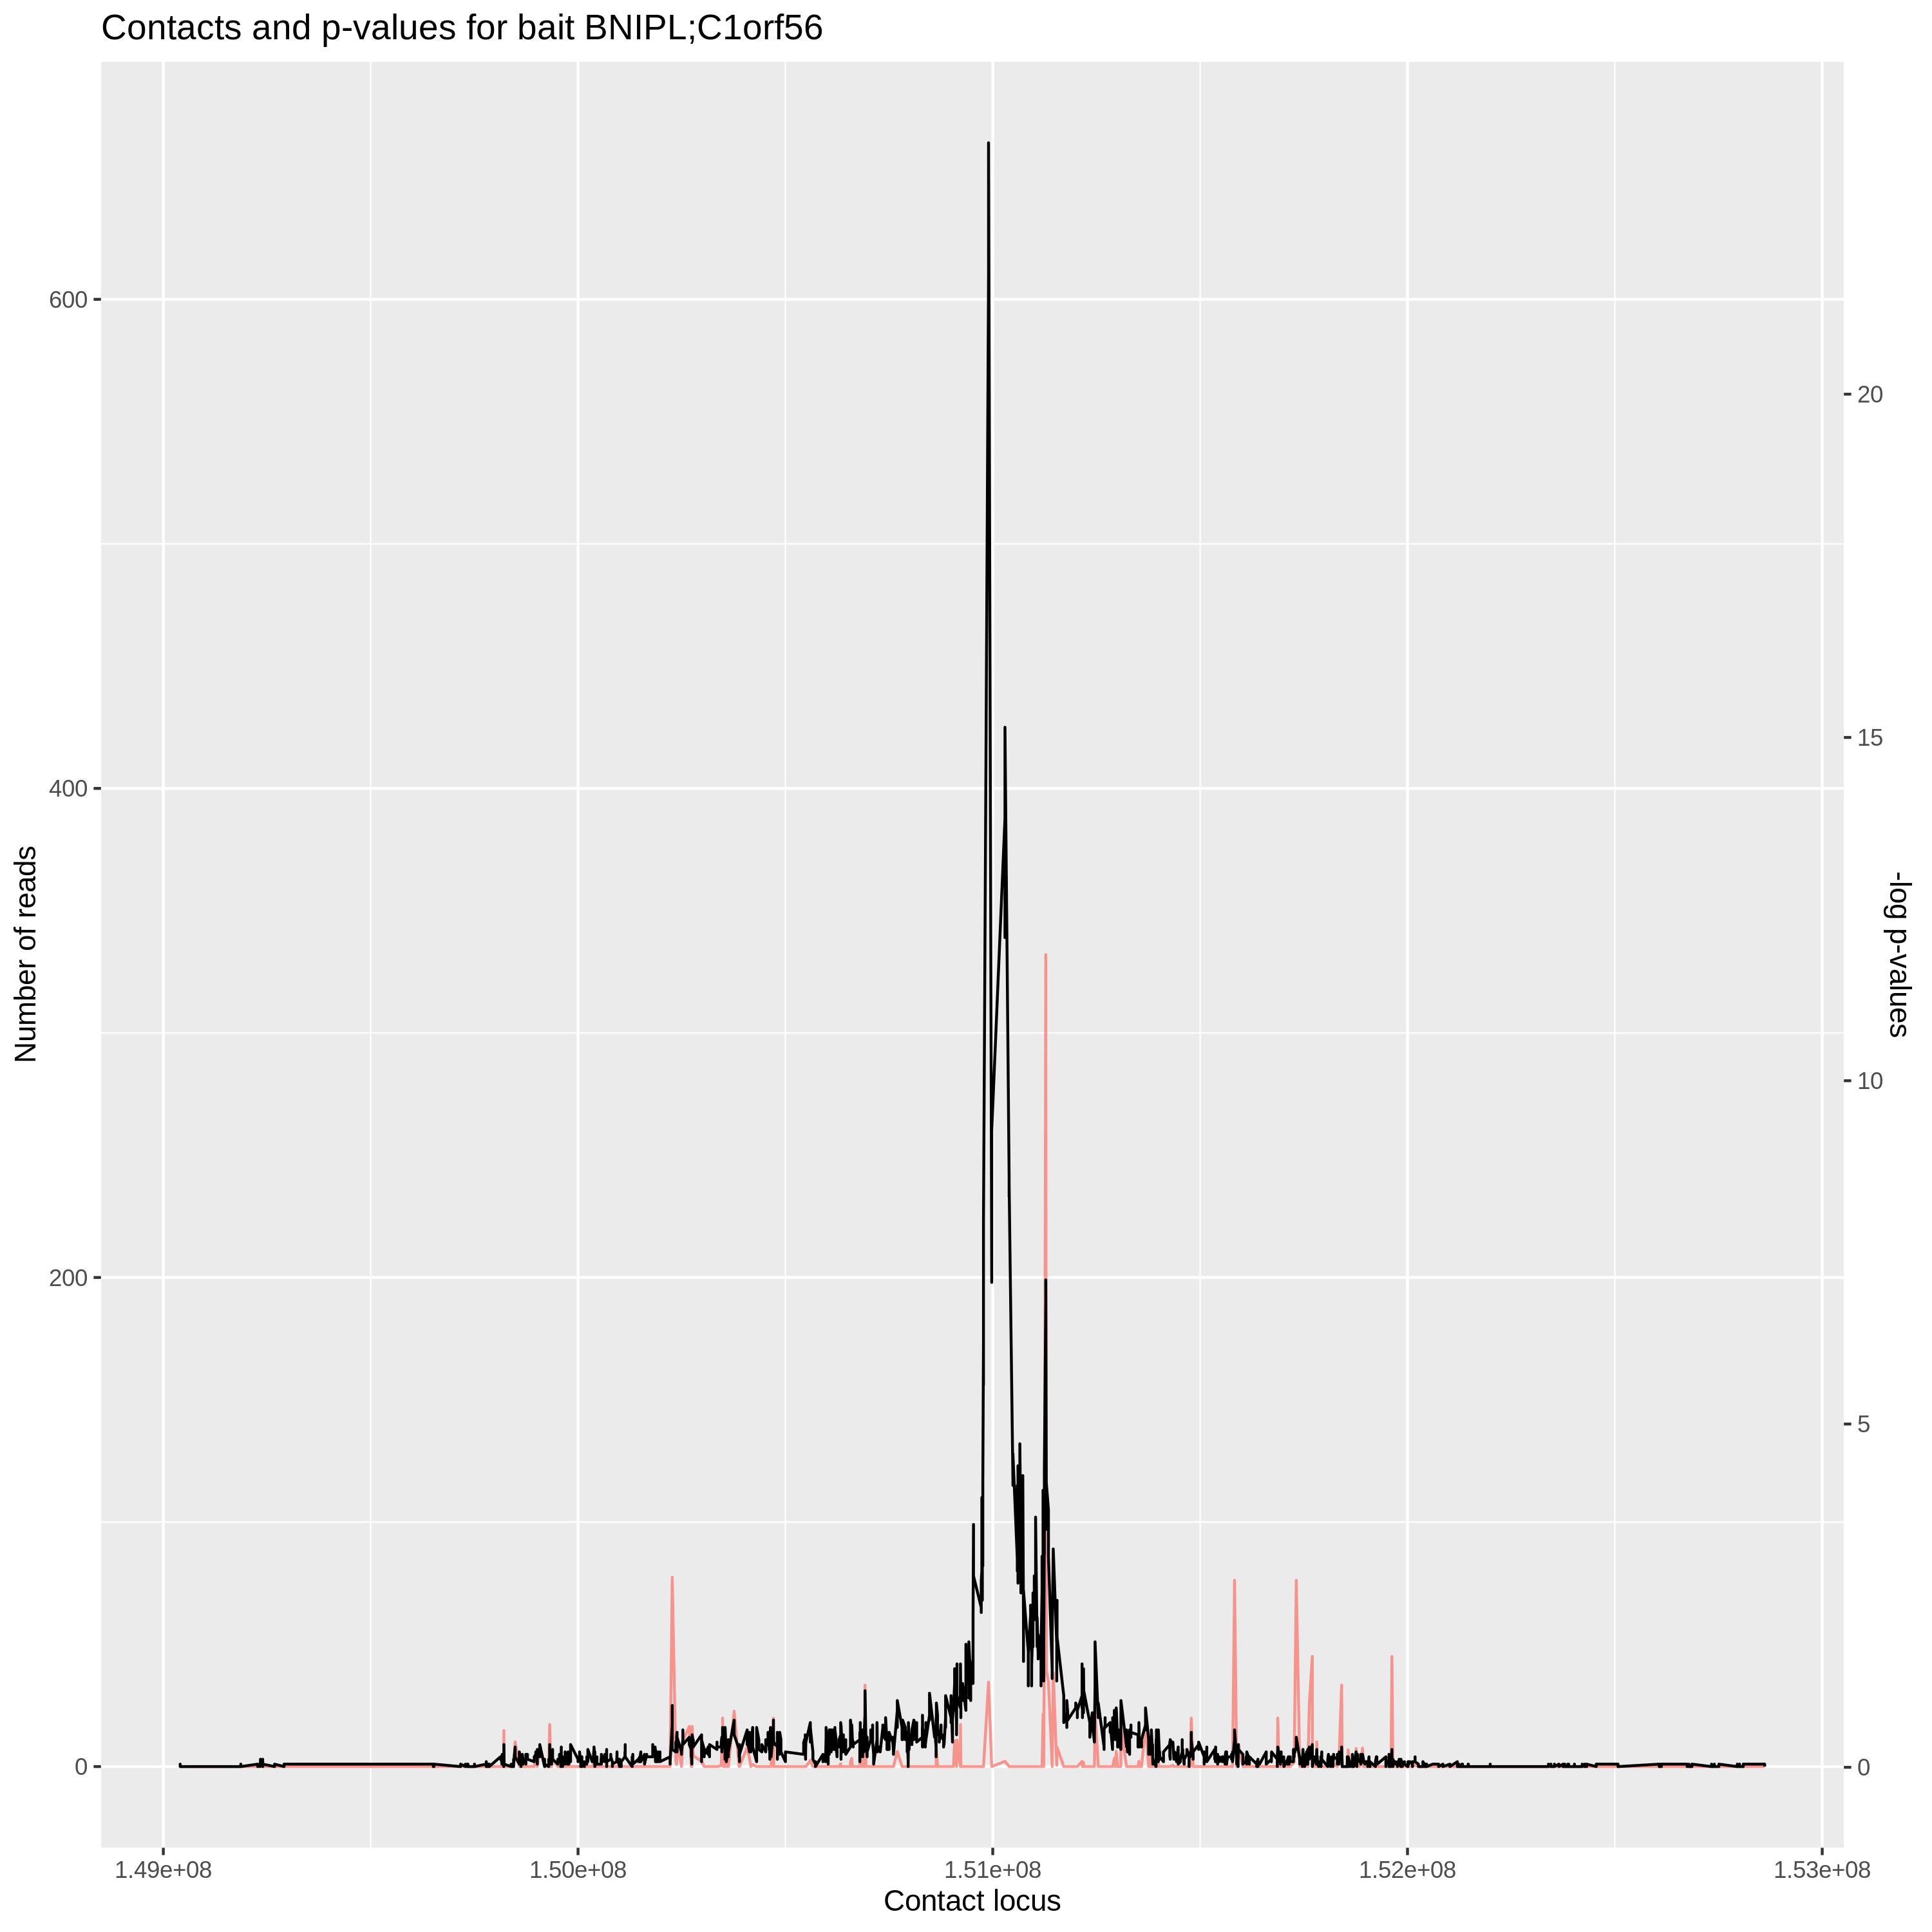 Contacts and p-values for bait BNIPL;C1orf56
600
400
200
0
Number of reads
20
15
10
5
0
-log p-values
1.49e+08 1.50e+08 1.51e+08 1.52e+08 1.53e+08
Contact locus